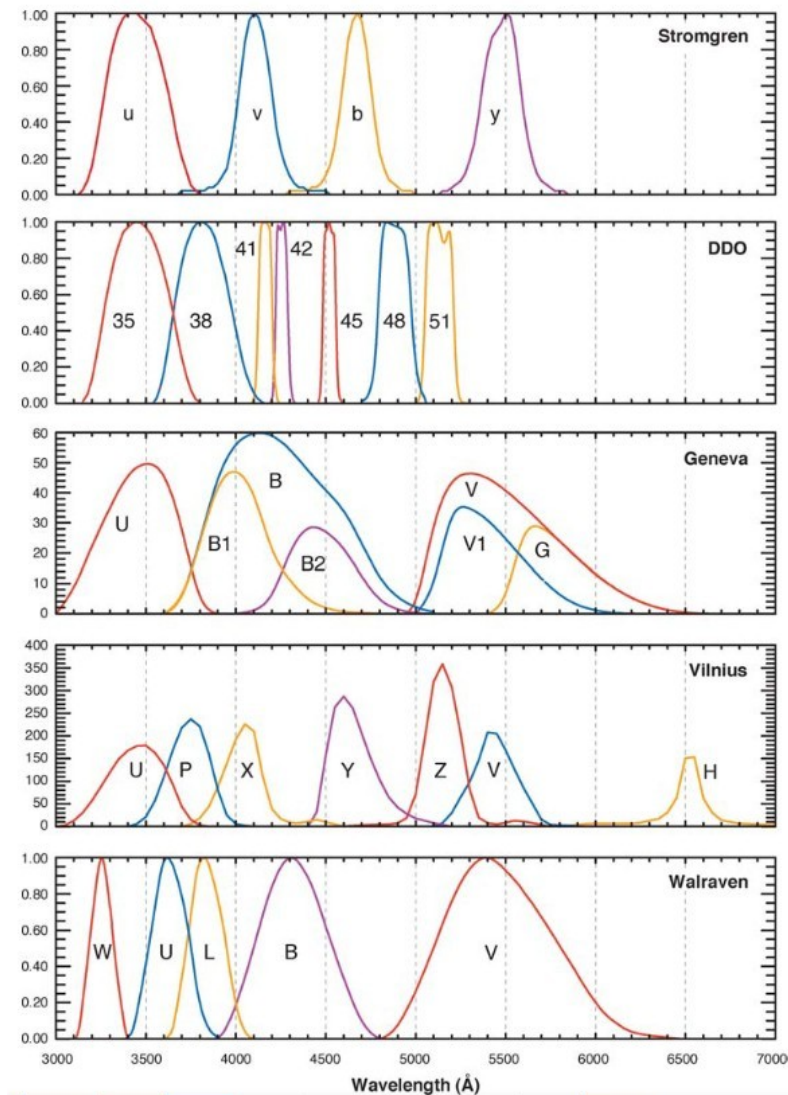 1.00
0.80
0.60
0.40
0.20
0.00
u
v
b
y
Stromgren
1.00
0.80
0.60
0.40
0.20
0.00
35
38
41
42
45
48
51
DDO
60
50
40
30
20
10
0
U
B1
B
B2
V
V1
G
Geneva
400
350
300
250
200
150
100
50
0
U
P
X
Y
Z
V
H
Vilnius
1.00
0.80
0.60
0.40
0.20
0.00
W
U
L
B
V
Walraven
3000 3500 4000 4500 5000 5500 6000 6500 7000
Wavelength (Å)